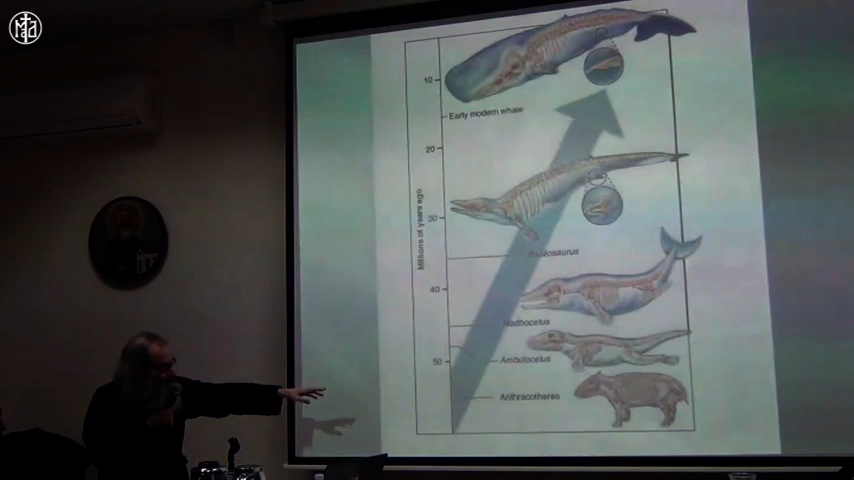 10
Early modern whale
20
Millions of years ago
30
Basilosaurus
40
Rodhocetus
Ambulocetus
50
Anthracotheres